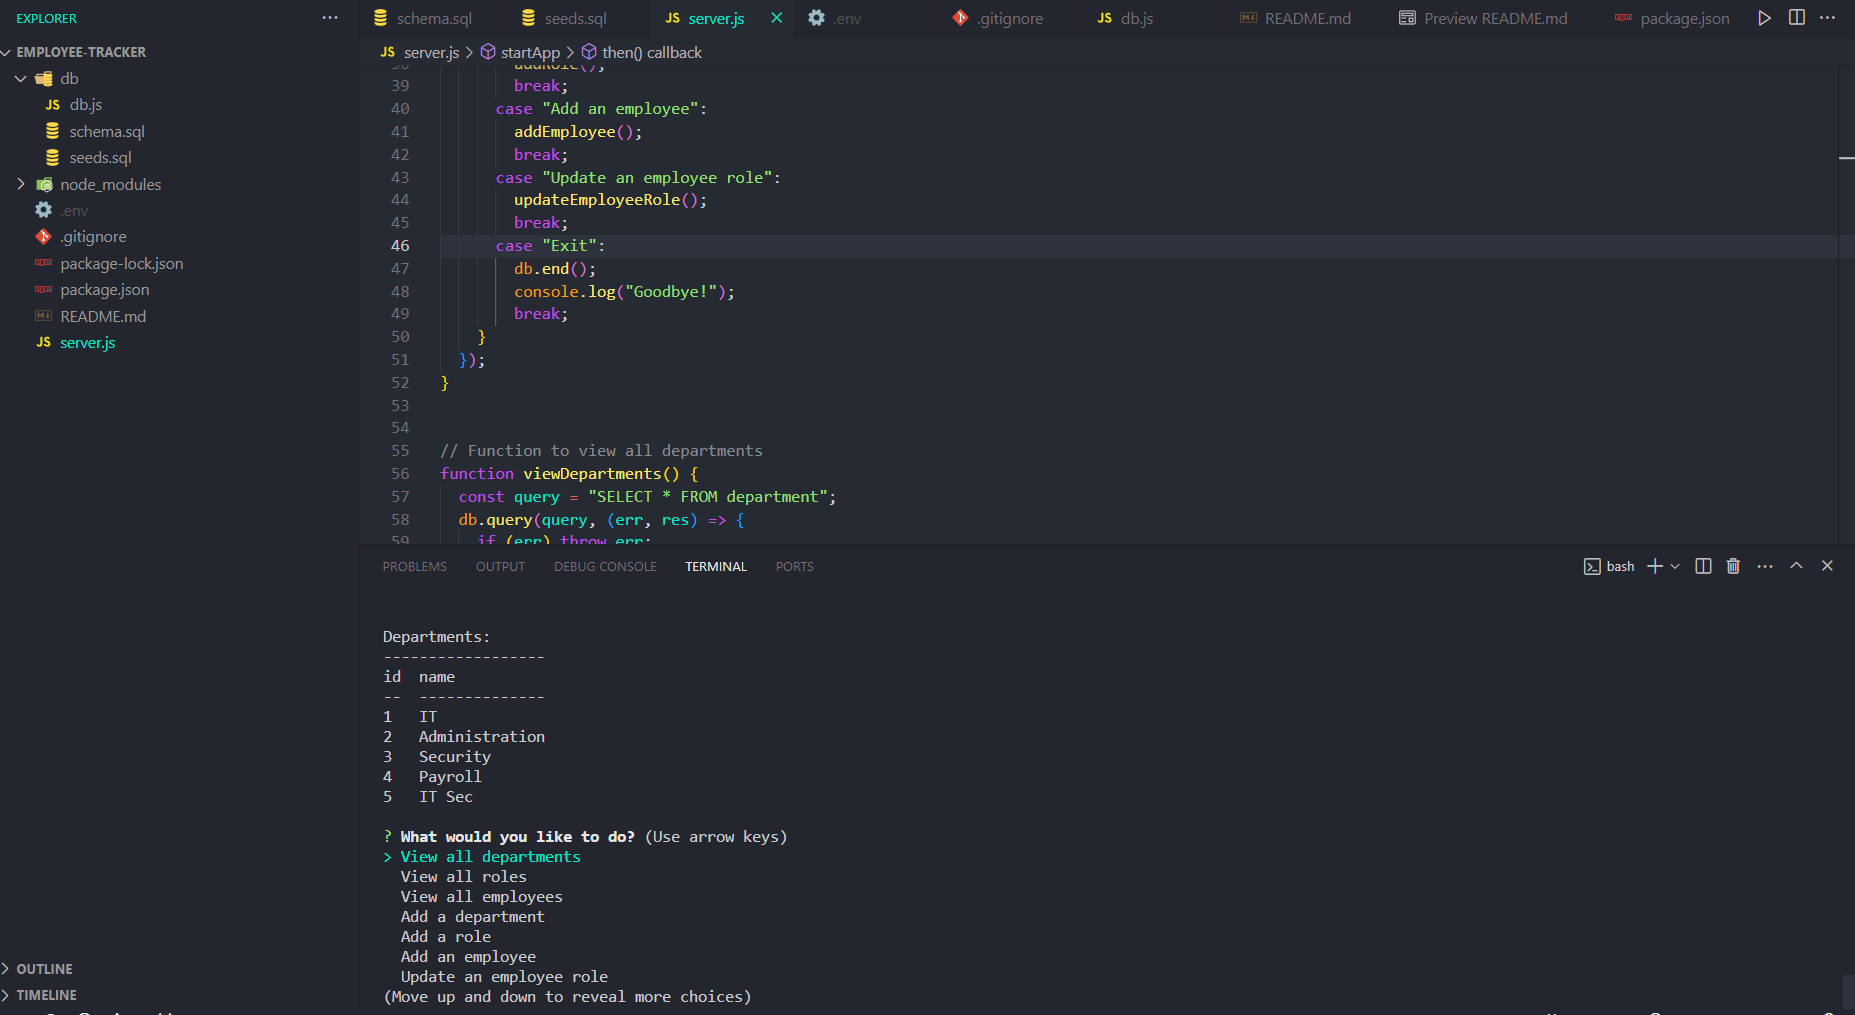 EXPLORER
EMPLOYEE-TRACKER
db
JS db.js
schema.sql
seeds.sql
node_modules
.env
.gitignore
package-lock.json
package.json
README.md
JS server.js
OUTLINE
TIMELINE
schema.sql seeds.sql JS server.js .env .gitignore JS db.js README.md Preview README.md package.json
JS server.js > startApp > then() callback
38 addRole();
39 break;
40 case "Add an employee":
41 addEmployee();
42 break;
43 case "Update an employee role":
44 updateEmployeeRole();
45 break;
46 case "Exit":
47 db.end();
48 console.log("Goodbye!");
49 break;
50 }
51 });
52 }
53
54
55 // Function to view all departments
56 function viewDepartments() {
57 const query = "SELECT * FROM department";
58 db.query(query, (err, res) => {
59 if (err) throw err;
PROBLEMS OUTPUT DEBUG CONSOLE TERMINAL PORTS bash
Departments:
------------------
id name
-- --------------
1 IT
2 Administration
3 Security
4 Payroll
5 IT Sec
? What would you like to do? (Use arrow keys)
> View all departments
View all roles
View all employees
Add a department
Add a role
Add an employee
Update an employee role
(Move up and down to reveal more choices)